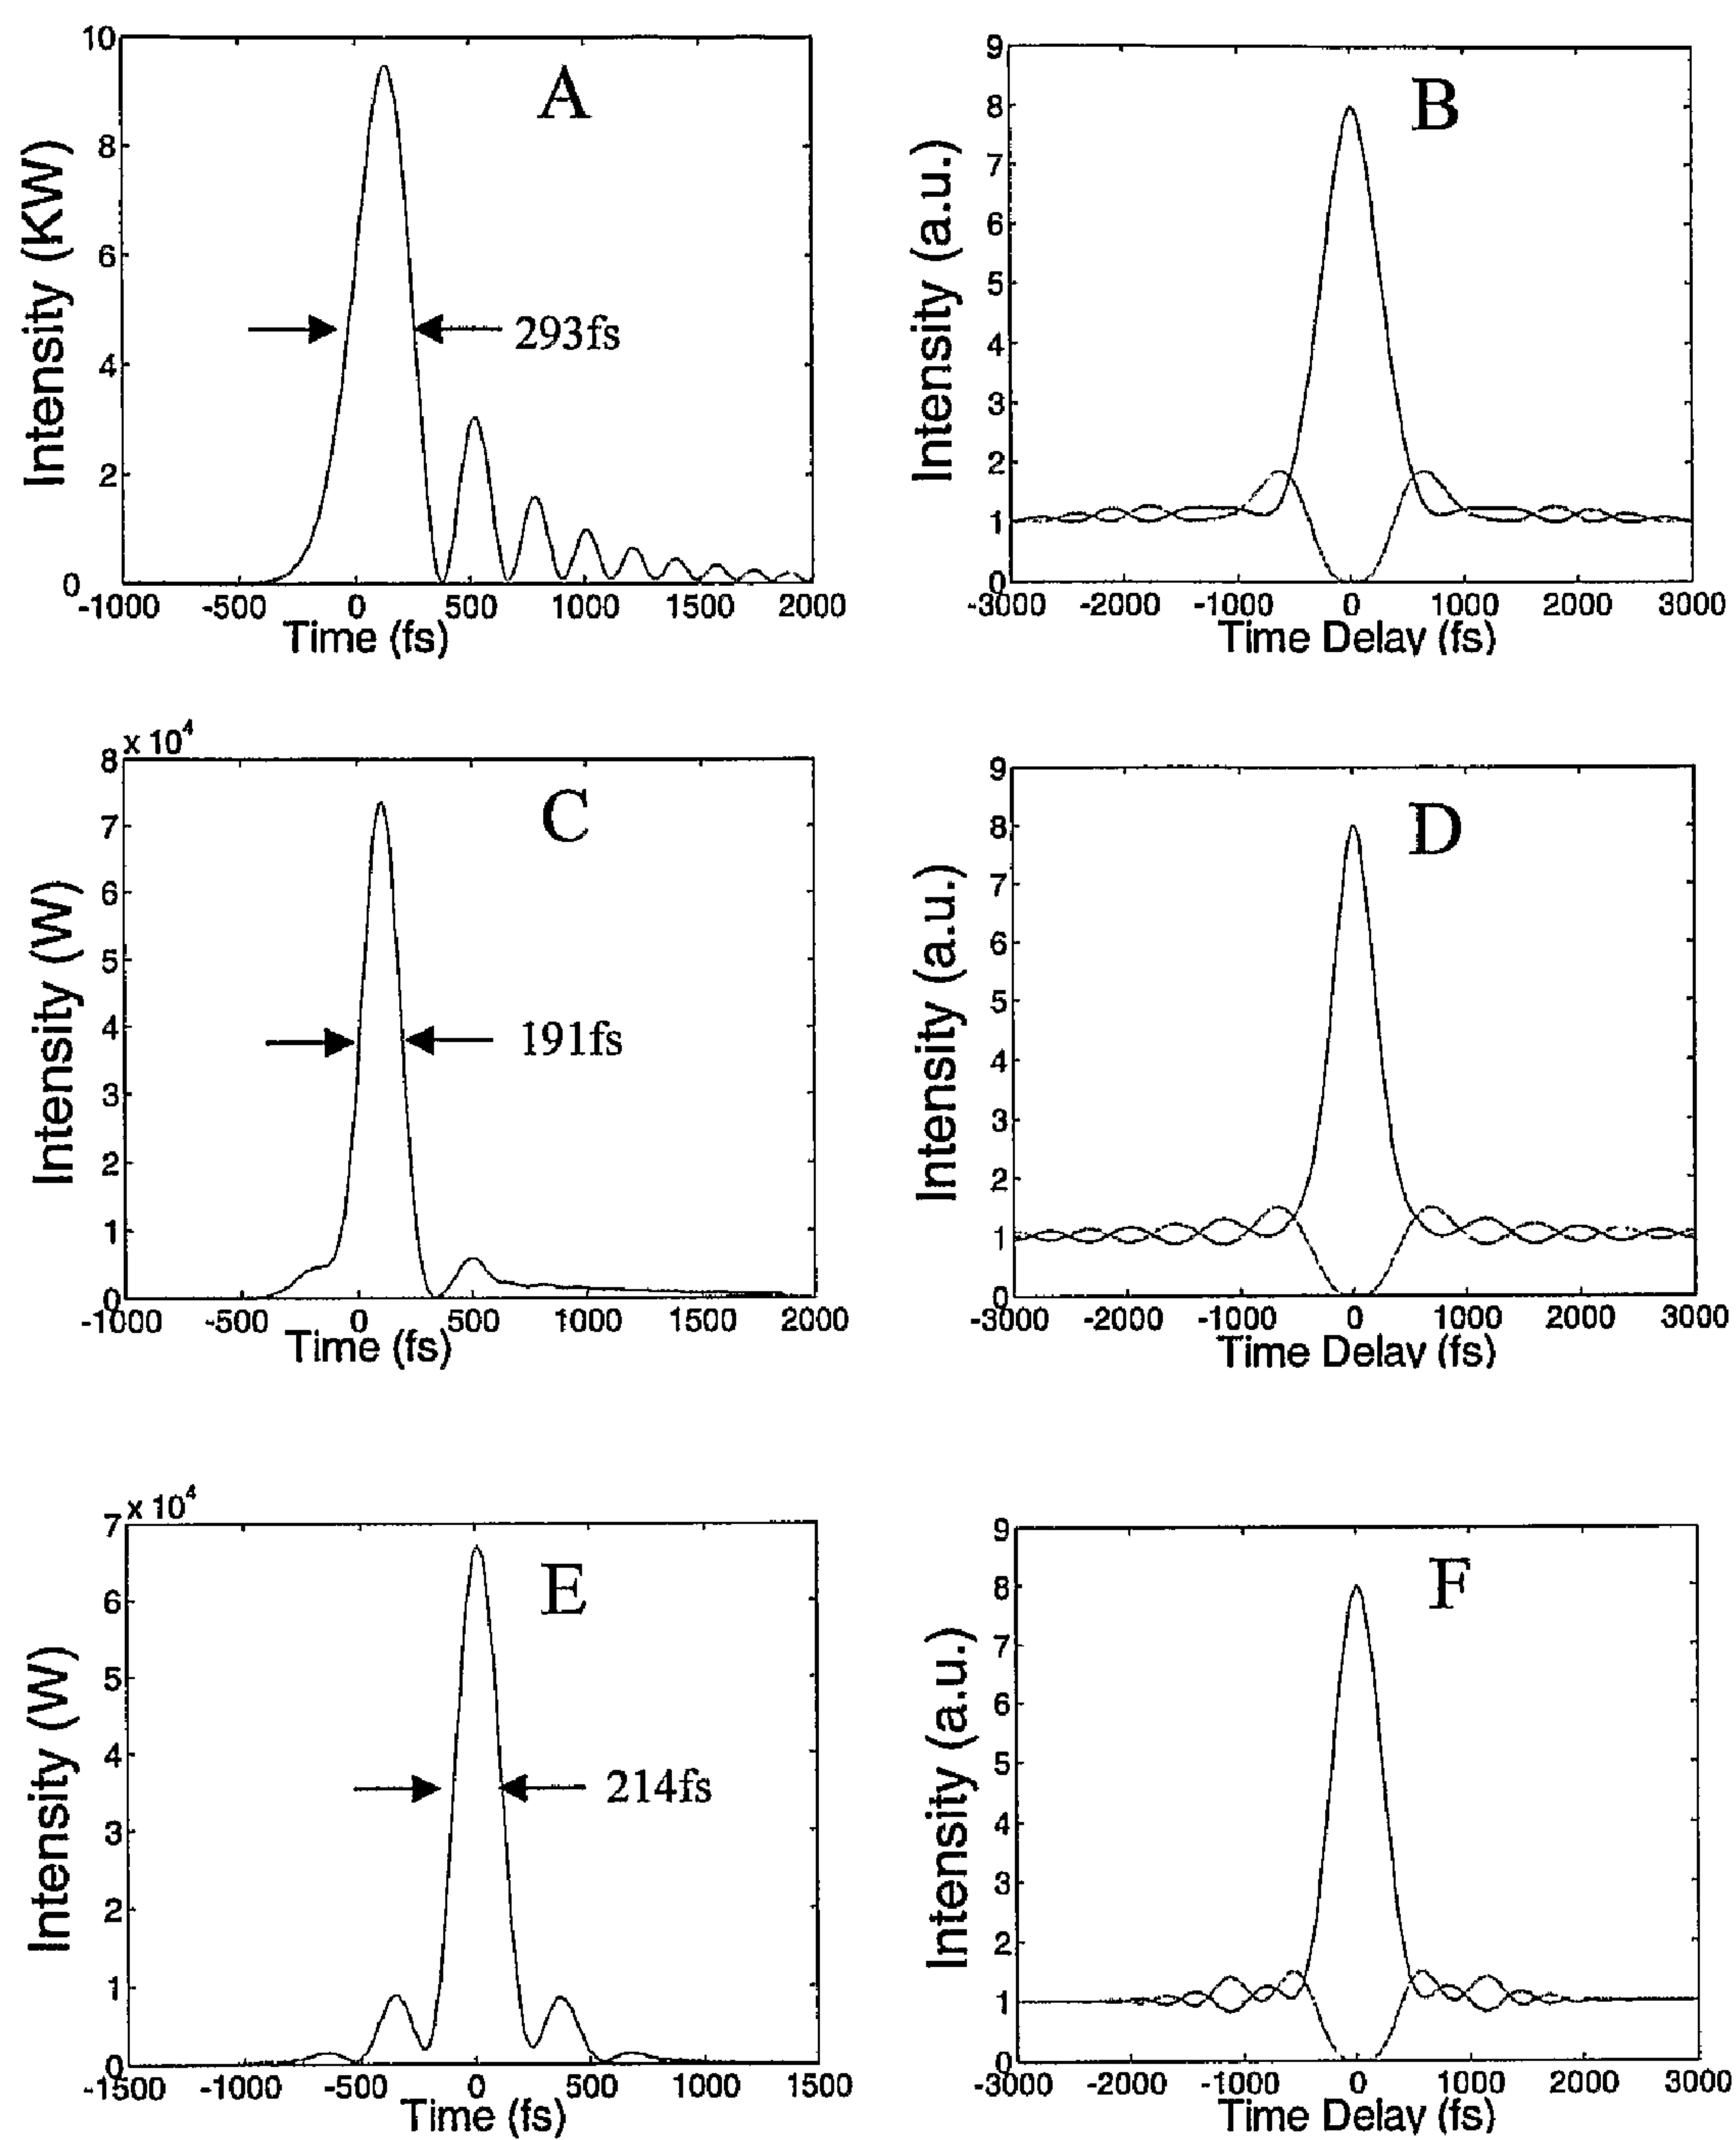 A
Intensity (KW)
10
8
6
4
2
0
293fs
-1000 -500 0 500 1000 1500 2000
Time (fs)
B
Intensity (a.u.)
9
8
7
6
5
4
3
2
1
0
-3000 -2000 -1000 0 1000 2000 3000
Time Delay (fs)
C
x 10^4
Intensity (W)
8
7
6
5
4
3
2
1
0
191fs
-1000 -500 0 500 1000 1500 2000
Time (fs)
D
Intensity (a.u.)
9
8
7
6
5
4
3
2
1
0
-3000 -2000 -1000 0 1000 2000 3000
Time Delay (fs)
E
x 10^4
Intensity (W)
7
6
5
4
3
2
1
0
214fs
-1500 -1000 -500 0 500 1000 1500
Time (fs)
F
Intensity (a.u.)
9
8
7
6
5
4
3
2
1
0
-3000 -2000 -1000 0 1000 2000 3000
Time Delay (fs)